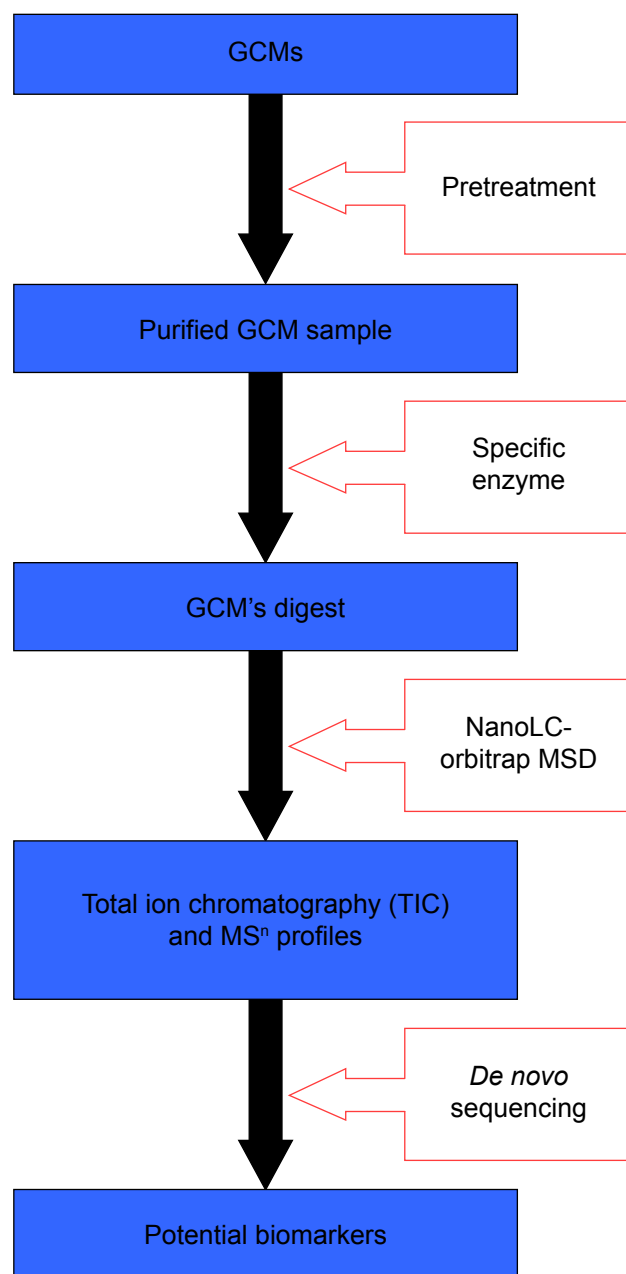 GCMs
Pretreatment
Purified GCM sample
Specific
enzyme
GCM’s digest
NanoLC-
orbitrap MSD
Total ion chromatography (TIC)
and MSⁿ profiles
De novo
sequencing
Potential biomarkers